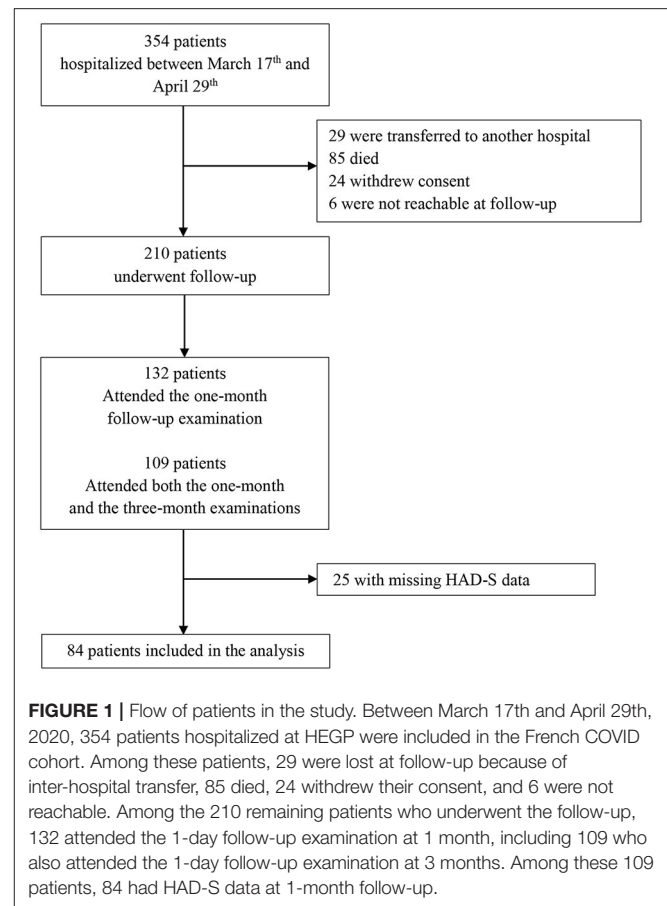 354 patients
hospitalized between March 17th and
April 29th
29 were transferred to another hospital
85 died
24 withdrew consent
6 were not reachable at follow-up
210 patients
underwent follow-up
132 patients
Attended the one-month
follow-up examination
109 patients
Attended both the one-month
and the three-month examinations
25 with missing HAD-S data
84 patients included in the analysis
FIGURE 1 | Flow of patients in the study. Between March 17th and April 29th,
2020, 354 patients hospitalized at HEGP were included in the French COVID
cohort. Among these patients, 29 were lost at follow-up because of
inter-hospital transfer, 85 died, 24 withdrew their consent, and 6 were not
reachable. Among the 210 remaining patients who underwent the follow-up,
132 attended the 1-day follow-up examination at 1 month, including 109 who
also attended the 1-day follow-up examination at 3 months. Among these 109
patients, 84 had HAD-S data at 1-month follow-up.